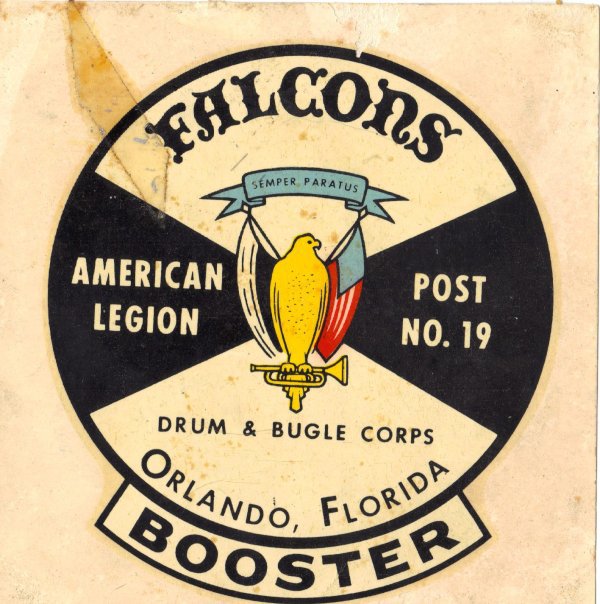 FALCONS
SEMPER PARATUS
AMERICAN
LEGION
POST
NO. 19
DRUM & BUGLE CORPS
ORLANDO, FLORIDA
BOOSTER